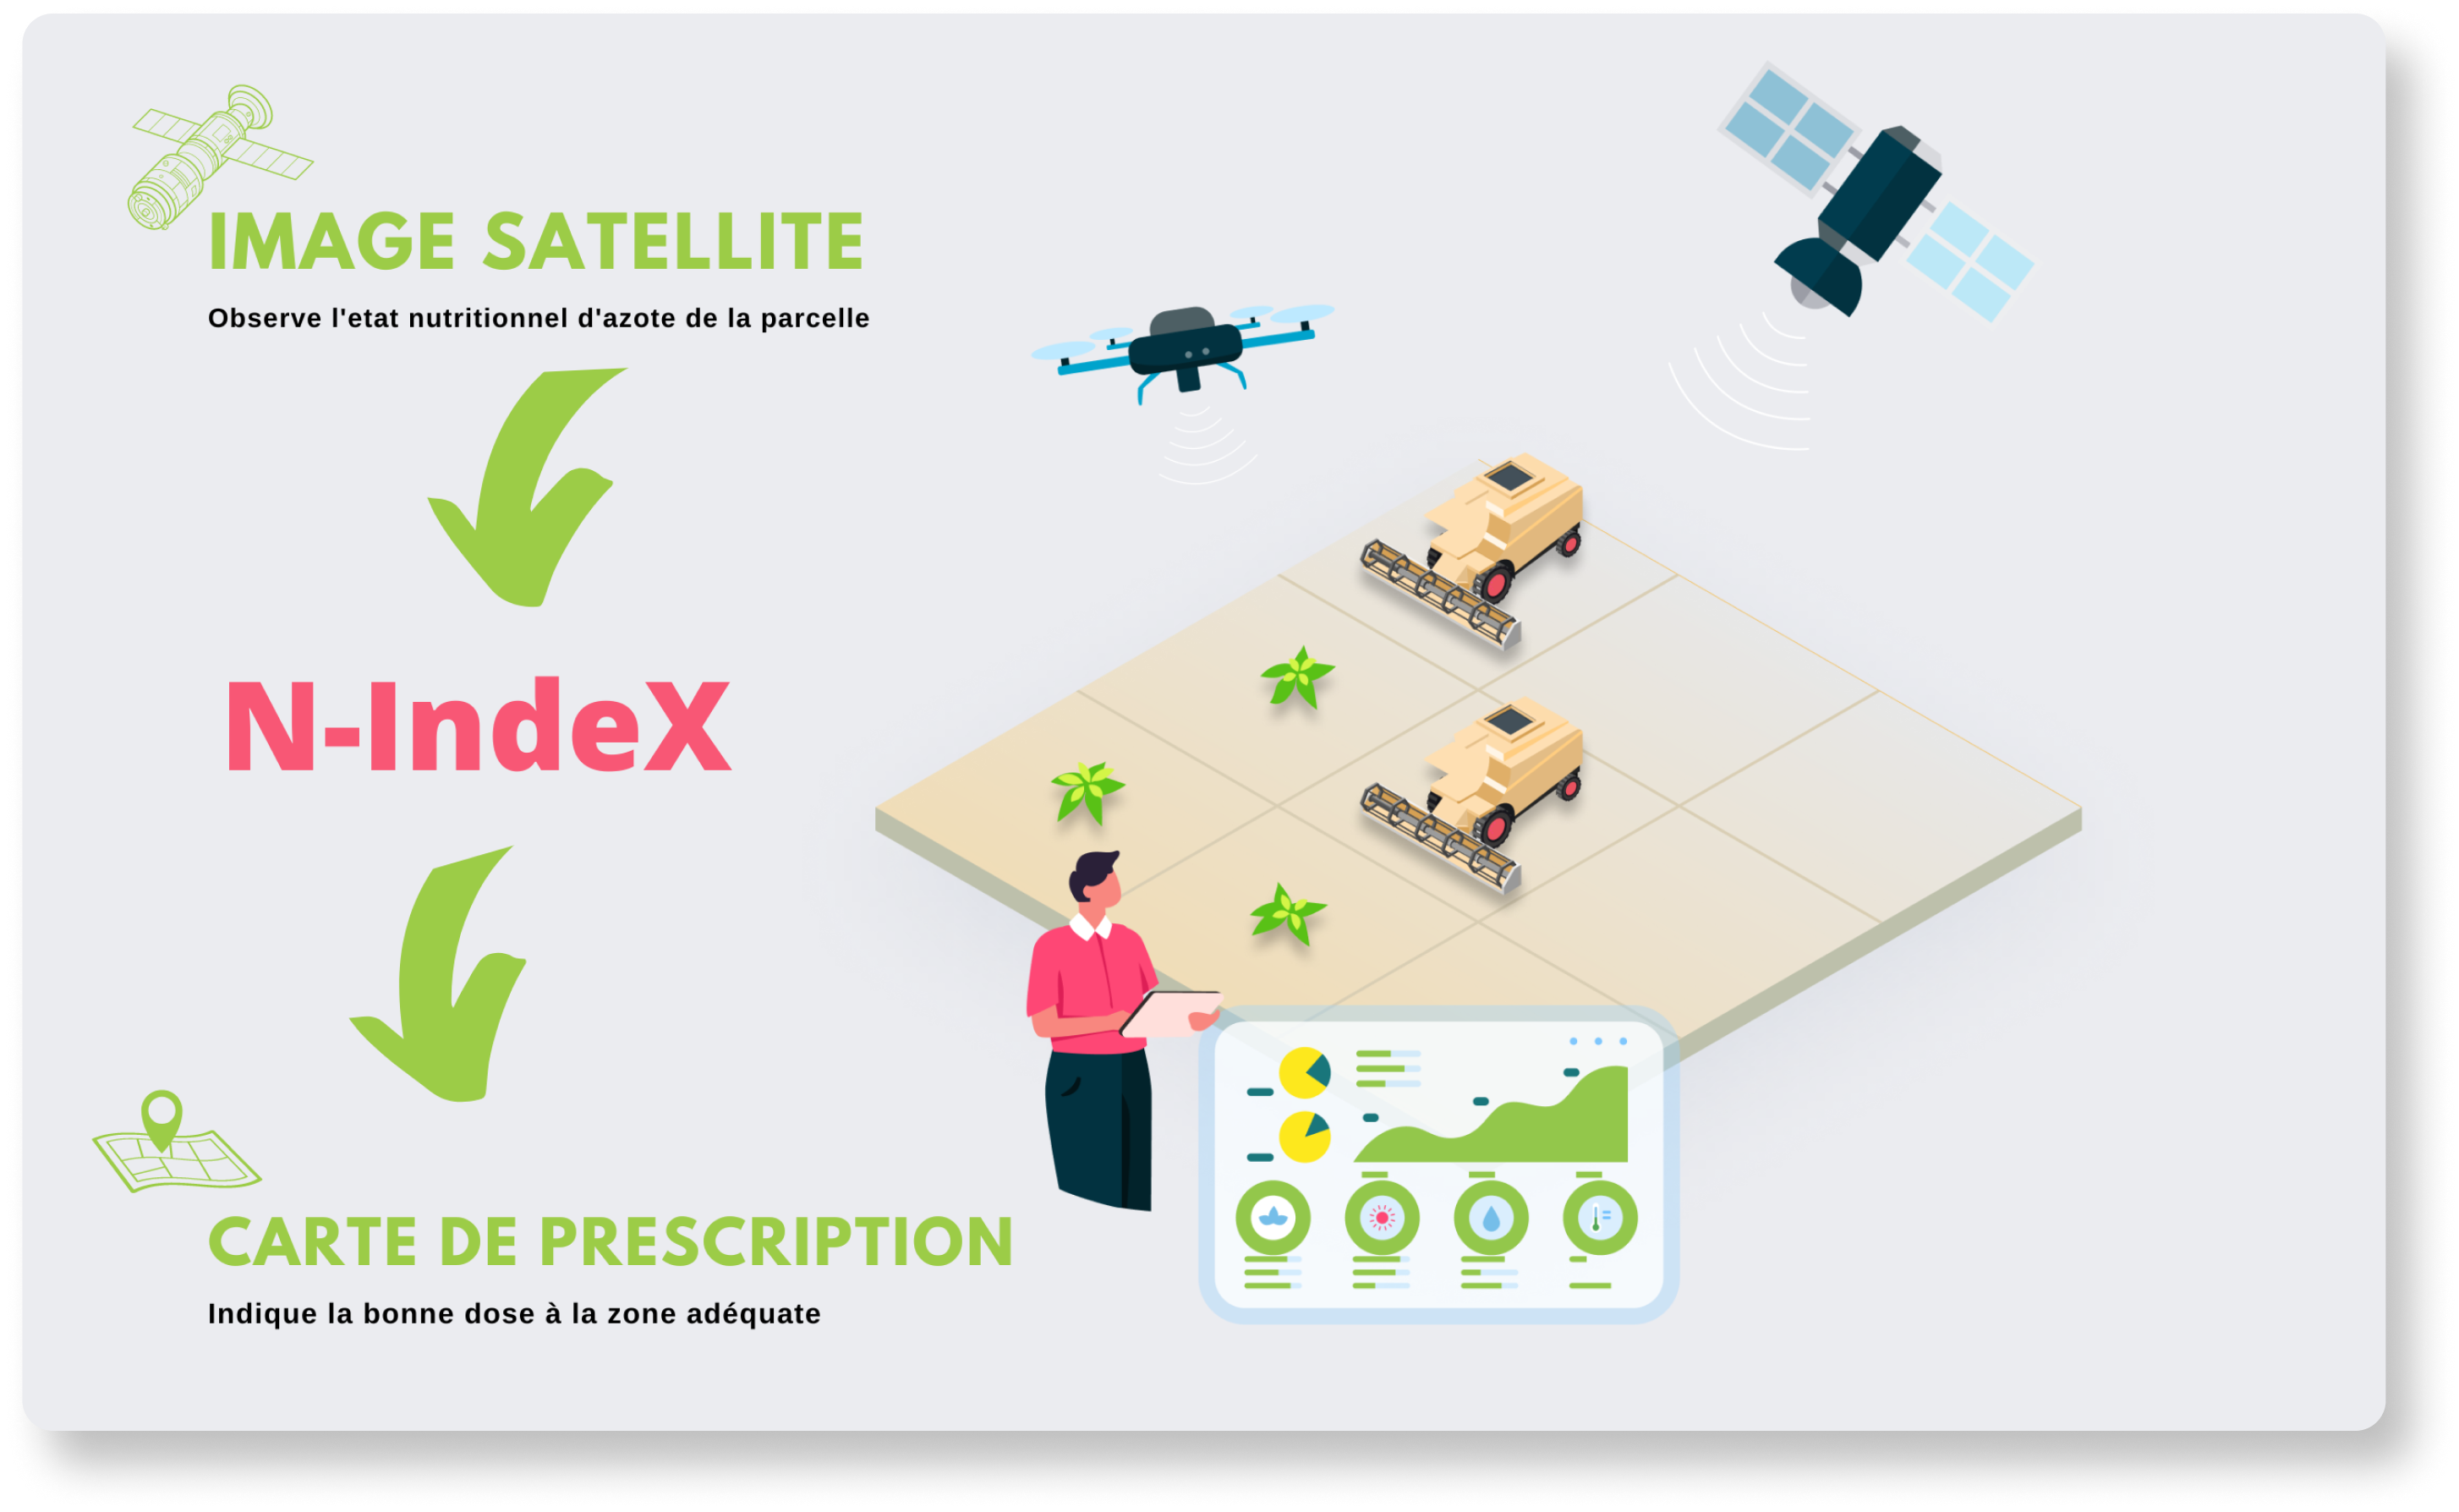 IMAGE SATELLITE
Observe l'etat nutritionnel d'azote de la parcelle
N-IndeX
CARTE DE PRESCRIPTION
Indique la bonne dose à la zone adéquate